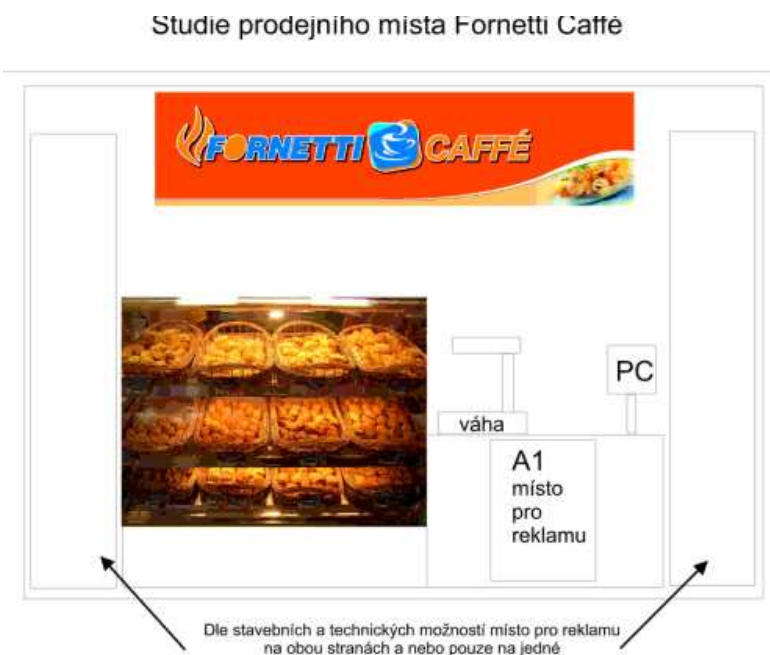 Studie prodejního místa Fornetti Caffé
FORNETTI CAFFÉ
PC
váha
A1
místo
pro
reklamu
Dle stavebních a technických možností místo pro reklamu
na obou stranách a nebo pouze na jedné